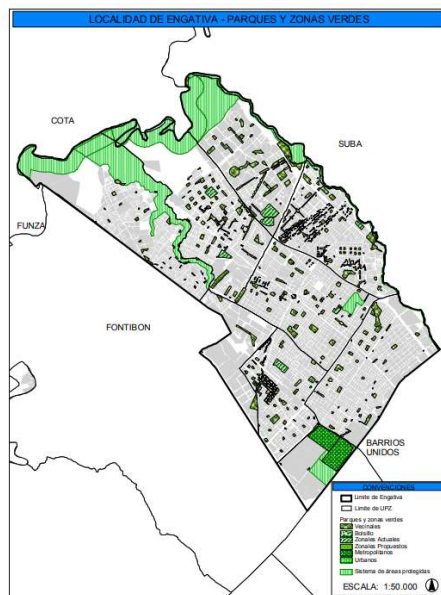 LOCALIDAD DE ENGATIVA - PARQUES Y ZONAS VERDES
COTA
SUBA
FUNZA
FONTIBON
BARRIOS
UNIDOS
CONVENCIONES
Limite de Engativa
Limite de UPZ
Parques y zonas verdes
Vecinales
Bolsillo
Zonales Actuales
Zonales Propuestos
Metropolitanos
Urbanos
Sistema de áreas protegidas
ESCALA: 1:50.000